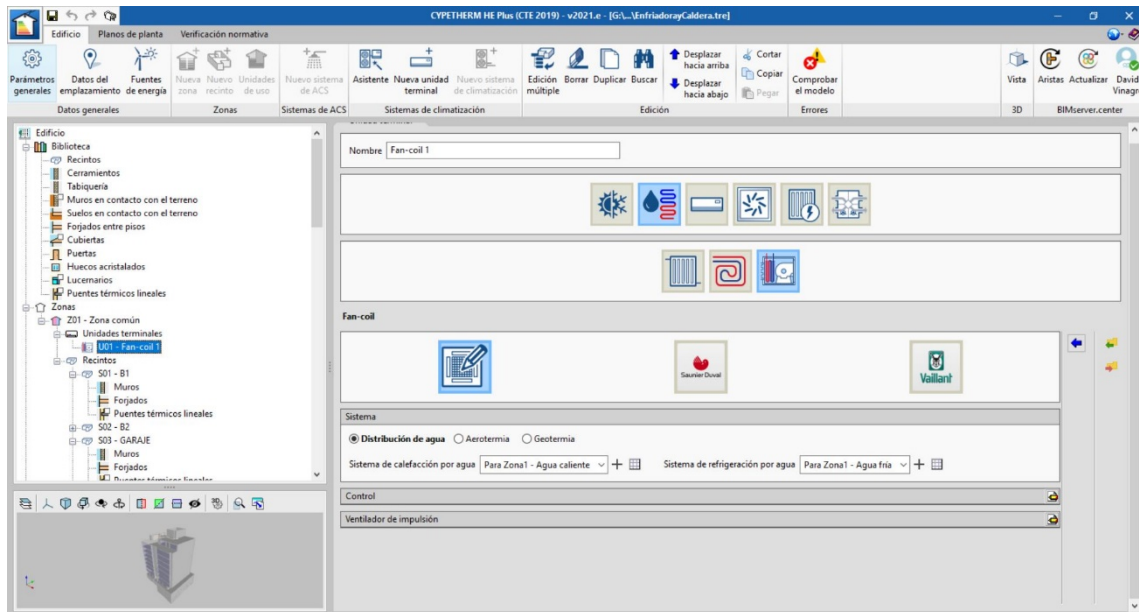 CYPETHERM HE Plus (CTE 2019) - v2021.e - [G:\...\EnfriadorayCaldera.tre]
Edificio Planos de planta Verificación normativa
Parámetros generales
Datos del emplazamiento
Fuentes de energía
Nueva zona
Nuevo recinto
Unidades de uso
Nuevo sistema de ACS
Asistente
Nueva unidad terminal
Nuevo sistema de climatización
Edición múltiple
Borrar
Duplicar
Buscar
Desplazar hacia arriba
Desplazar hacia abajo
Cortar
Copiar
Pegar
Comprobar el modelo
Vista
Aristas
Actualizar
David
Vinagre
Datos generales Zonas Sistemas de ACS Sistemas de climatización Edición Errores 3D BIMserver.center
Edificio
Biblioteca
Recintos
Cerramientos
Tabiquería
Muros en contacto con el terreno
Suelos en contacto con el terreno
Forjados entre pisos
Cubiertas
Puertas
Huecos acristalados
Lucernarios
Puentes térmicos lineales
Zonas
Z01 - Zona común
Unidades terminales
U01 - Fan-coil 1
Recintos
S01 - B1
Muros
Forjados
Puentes térmicos lineales
S02 - B2
S03 - GARAJE
Muros
Forjados
Puentes térmicos lineales
Unidad terminal
Nombre Fan-coil 1
Fan-coil
Saunier Duval
Vaillant
Sistema
Distribución de agua Aerotermia Geotermia
Sistema de calefacción por agua Para Zona1 - Agua caliente Sistema de refrigeración por agua Para Zona1 - Agua fría
Control
Ventilador de impulsión